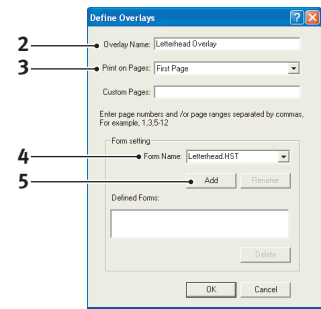 Define Overlays
2 Overlay Name: Letterhead Overlay
3 Print on Pages: First Page
Custom Pages:
Enter page numbers and /or page ranges separated by commas,
For example, 1,3,5-12
Form setting
4 Form Name: Letterhead.HST
5 Add Rename
Defined Forms:
Delete
OK Cancel